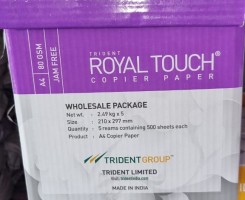 A4 80 GSM
JAM FREE
TRIDENT
ROYAL TOUCH®
COPIER PAPER
WHOLESALE PACKAGE
Net wt. : 2.49 kg x 5
Size : 210 x 297 mm
Quantity : 5 reams containing 500 sheets each
Product : A4 Copier Paper
TRIDENTGROUP®
TRIDENT LIMITED
MADE IN INDIA